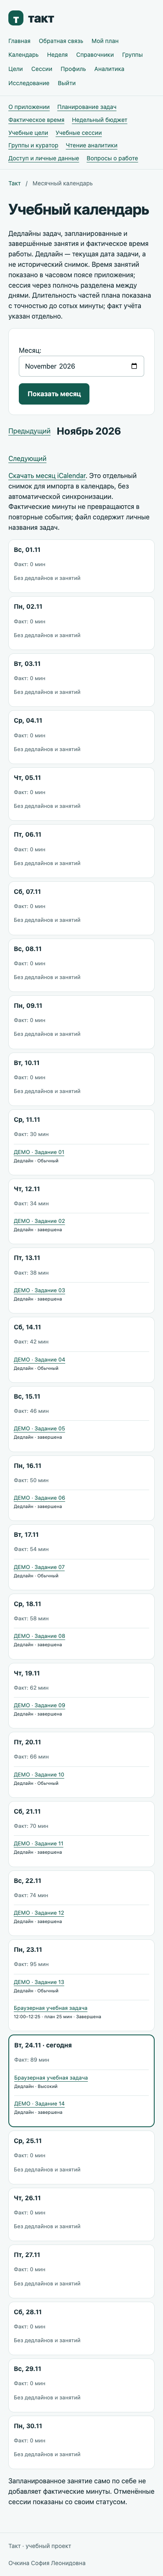 т такт
Главная Обратная связь Мой план
Календарь Неделя Справочники Группы
Цели Сессии Профиль Аналитика
Исследование Выйти
О приложении Планирование задач
Фактическое время Недельный бюджет
Учебные цели Учебные сессии
Группы и куратор Чтение аналитики
Доступ и личные данные Вопросы о работе
Такт / Месячный календарь
Учебный календарь
Дедлайны задач, запланированные и
завершённые занятия и фактическое время
работы. Дедлайн — текущая дата задачи, а
не исторический снимок. Время занятий
показано в часовом поясе приложения;
сессия через полночь разделена между
днями. Длительность частей плана показана
с точностью до сотых минуты; факт учёта
указан отдельно.
Месяц:
November 2026
Показать месяц
Предыдущий Ноябрь 2026
Следующий
Скачать месяц iCalendar. Это отдельный
снимок для импорта в календарь, без
автоматической синхронизации.
Фактические минуты не превращаются в
повторные события; файл содержит личные
названия задач.
Вс, 01.11
Факт: 0 мин
Без дедлайнов и занятий
Пн, 02.11
Факт: 0 мин
Без дедлайнов и занятий
Вт, 03.11
Факт: 0 мин
Без дедлайнов и занятий
Ср, 04.11
Факт: 0 мин
Без дедлайнов и занятий
Чт, 05.11
Факт: 0 мин
Без дедлайнов и занятий
Пт, 06.11
Факт: 0 мин
Без дедлайнов и занятий
Сб, 07.11
Факт: 0 мин
Без дедлайнов и занятий
Вс, 08.11
Факт: 0 мин
Без дедлайнов и занятий
Пн, 09.11
Факт: 0 мин
Без дедлайнов и занятий
Вт, 10.11
Факт: 0 мин
Без дедлайнов и занятий
Ср, 11.11
Факт: 30 мин
ДЕМО · Задание 01
Дедлайн · Обычный
Чт, 12.11
Факт: 34 мин
ДЕМО · Задание 02
Дедлайн · завершена
Пт, 13.11
Факт: 38 мин
ДЕМО · Задание 03
Дедлайн · завершена
Сб, 14.11
Факт: 42 мин
ДЕМО · Задание 04
Дедлайн · Обычный
Вс, 15.11
Факт: 46 мин
ДЕМО · Задание 05
Дедлайн · завершена
Пн, 16.11
Факт: 50 мин
ДЕМО · Задание 06
Дедлайн · завершена
Вт, 17.11
Факт: 54 мин
ДЕМО · Задание 07
Дедлайн · Обычный
Ср, 18.11
Факт: 58 мин
ДЕМО · Задание 08
Дедлайн · завершена
Чт, 19.11
Факт: 62 мин
ДЕМО · Задание 09
Дедлайн · завершена
Пт, 20.11
Факт: 66 мин
ДЕМО · Задание 10
Дедлайн · Обычный
Сб, 21.11
Факт: 70 мин
ДЕМО · Задание 11
Дедлайн · завершена
Вс, 22.11
Факт: 74 мин
ДЕМО · Задание 12
Дедлайн · завершена
Пн, 23.11
Факт: 95 мин
ДЕМО · Задание 13
Дедлайн · Обычный
Браузерная учебная задача
12:00–12:25 · план 25 мин · Завершена
Вт, 24.11 · сегодня
Факт: 89 мин
Браузерная учебная задача
Дедлайн · Высокий
ДЕМО · Задание 14
Дедлайн · завершена
Ср, 25.11
Факт: 0 мин
Без дедлайнов и занятий
Чт, 26.11
Факт: 0 мин
Без дедлайнов и занятий
Пт, 27.11
Факт: 0 мин
Без дедлайнов и занятий
Сб, 28.11
Факт: 0 мин
Без дедлайнов и занятий
Вс, 29.11
Факт: 0 мин
Без дедлайнов и занятий
Пн, 30.11
Факт: 0 мин
Без дедлайнов и занятий
Запланированное занятие само по себе не
добавляет фактические минуты. Отменённые
сессии показаны со своим статусом.
Такт · учебный проект
Очкина София Леонидовна